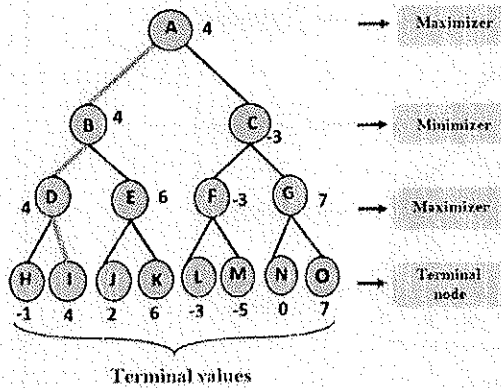 A 4
Maximizer
B 4
C -3
Minimizer
4 D
E 6
F -3
G 7
Maximizer
H I J K L M N O
Terminal node
-1 4 2 6 -3 -5 0 7
Terminal values